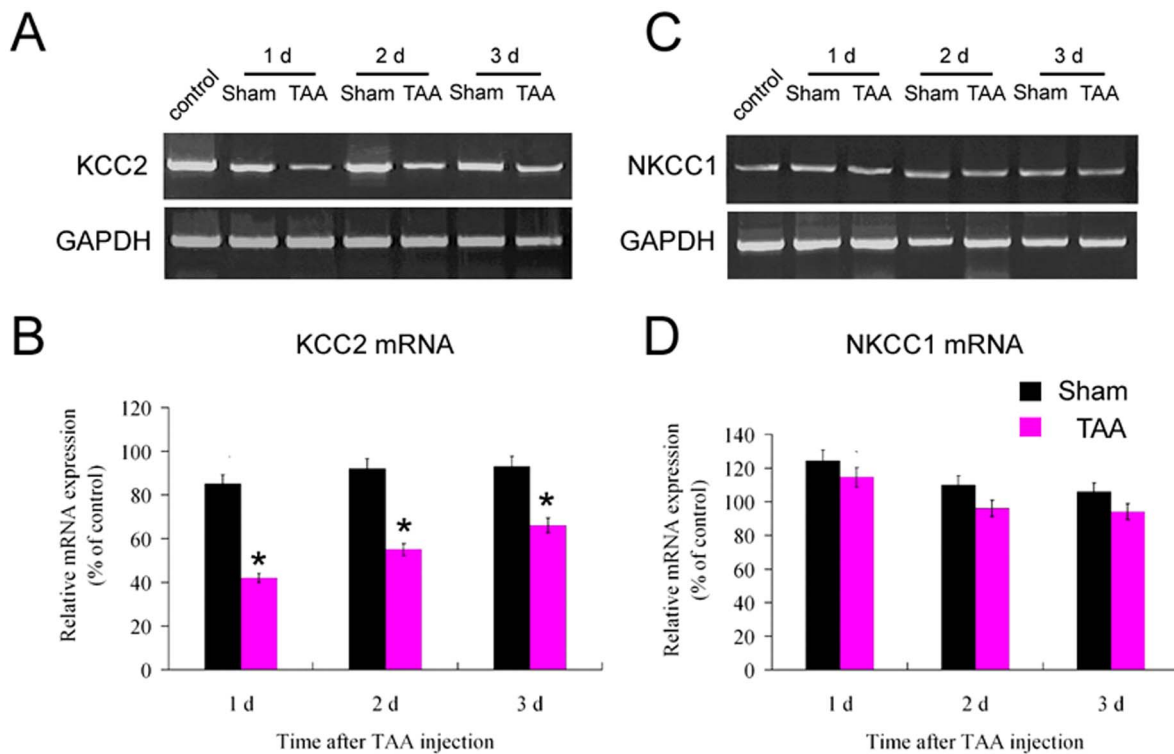 A
1 d 2 d 3 d
control Sham TAA Sham TAA Sham TAA
KCC2
GAPDH
C
1 d 2 d 3 d
control Sham TAA Sham TAA Sham TAA
NKCC1
GAPDH
B
KCC2 mRNA
Relative mRNA expression
(% of control)
120
100
80
60
40
20
0
* * *
1 d 2 d 3 d
Time after TAA injection
D
NKCC1 mRNA
Sham
TAA
Relative mRNA expression
(% of control)
140
120
100
80
60
40
20
0
1 d 2 d 3 d
Time after TAA injection